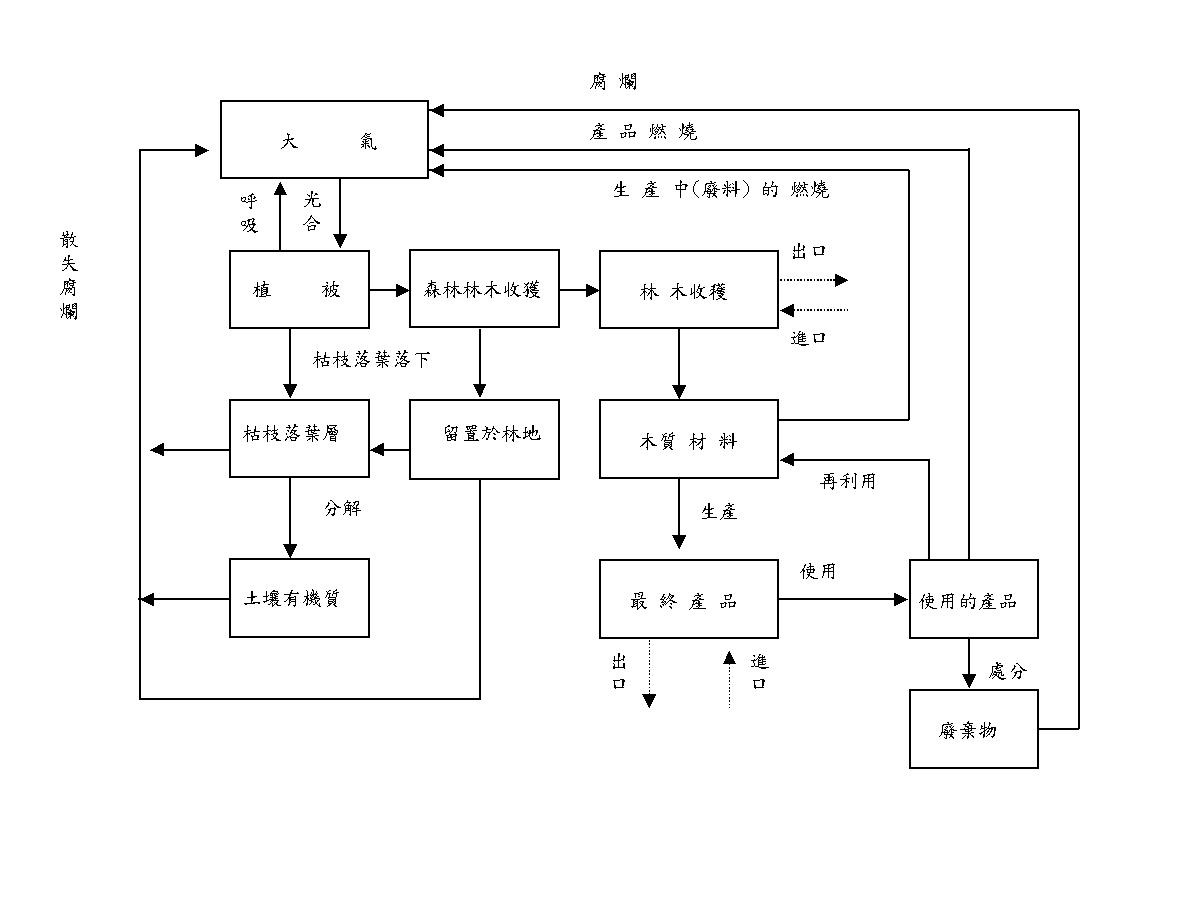 腐 爛
大 氣
產 品 燃 燒
生 產 中(廢料) 的 燃燒
呼吸
光合
散失腐爛
出口
植 被
森林林木收獲
林 木收獲
進口
枯枝落葉落下
枯枝落葉層
留置於林地
木質 材 料
再利用
分解
生產
使用
土壤有機質
最 終 產 品
使用的產品
出口
進口
處分
廢棄物